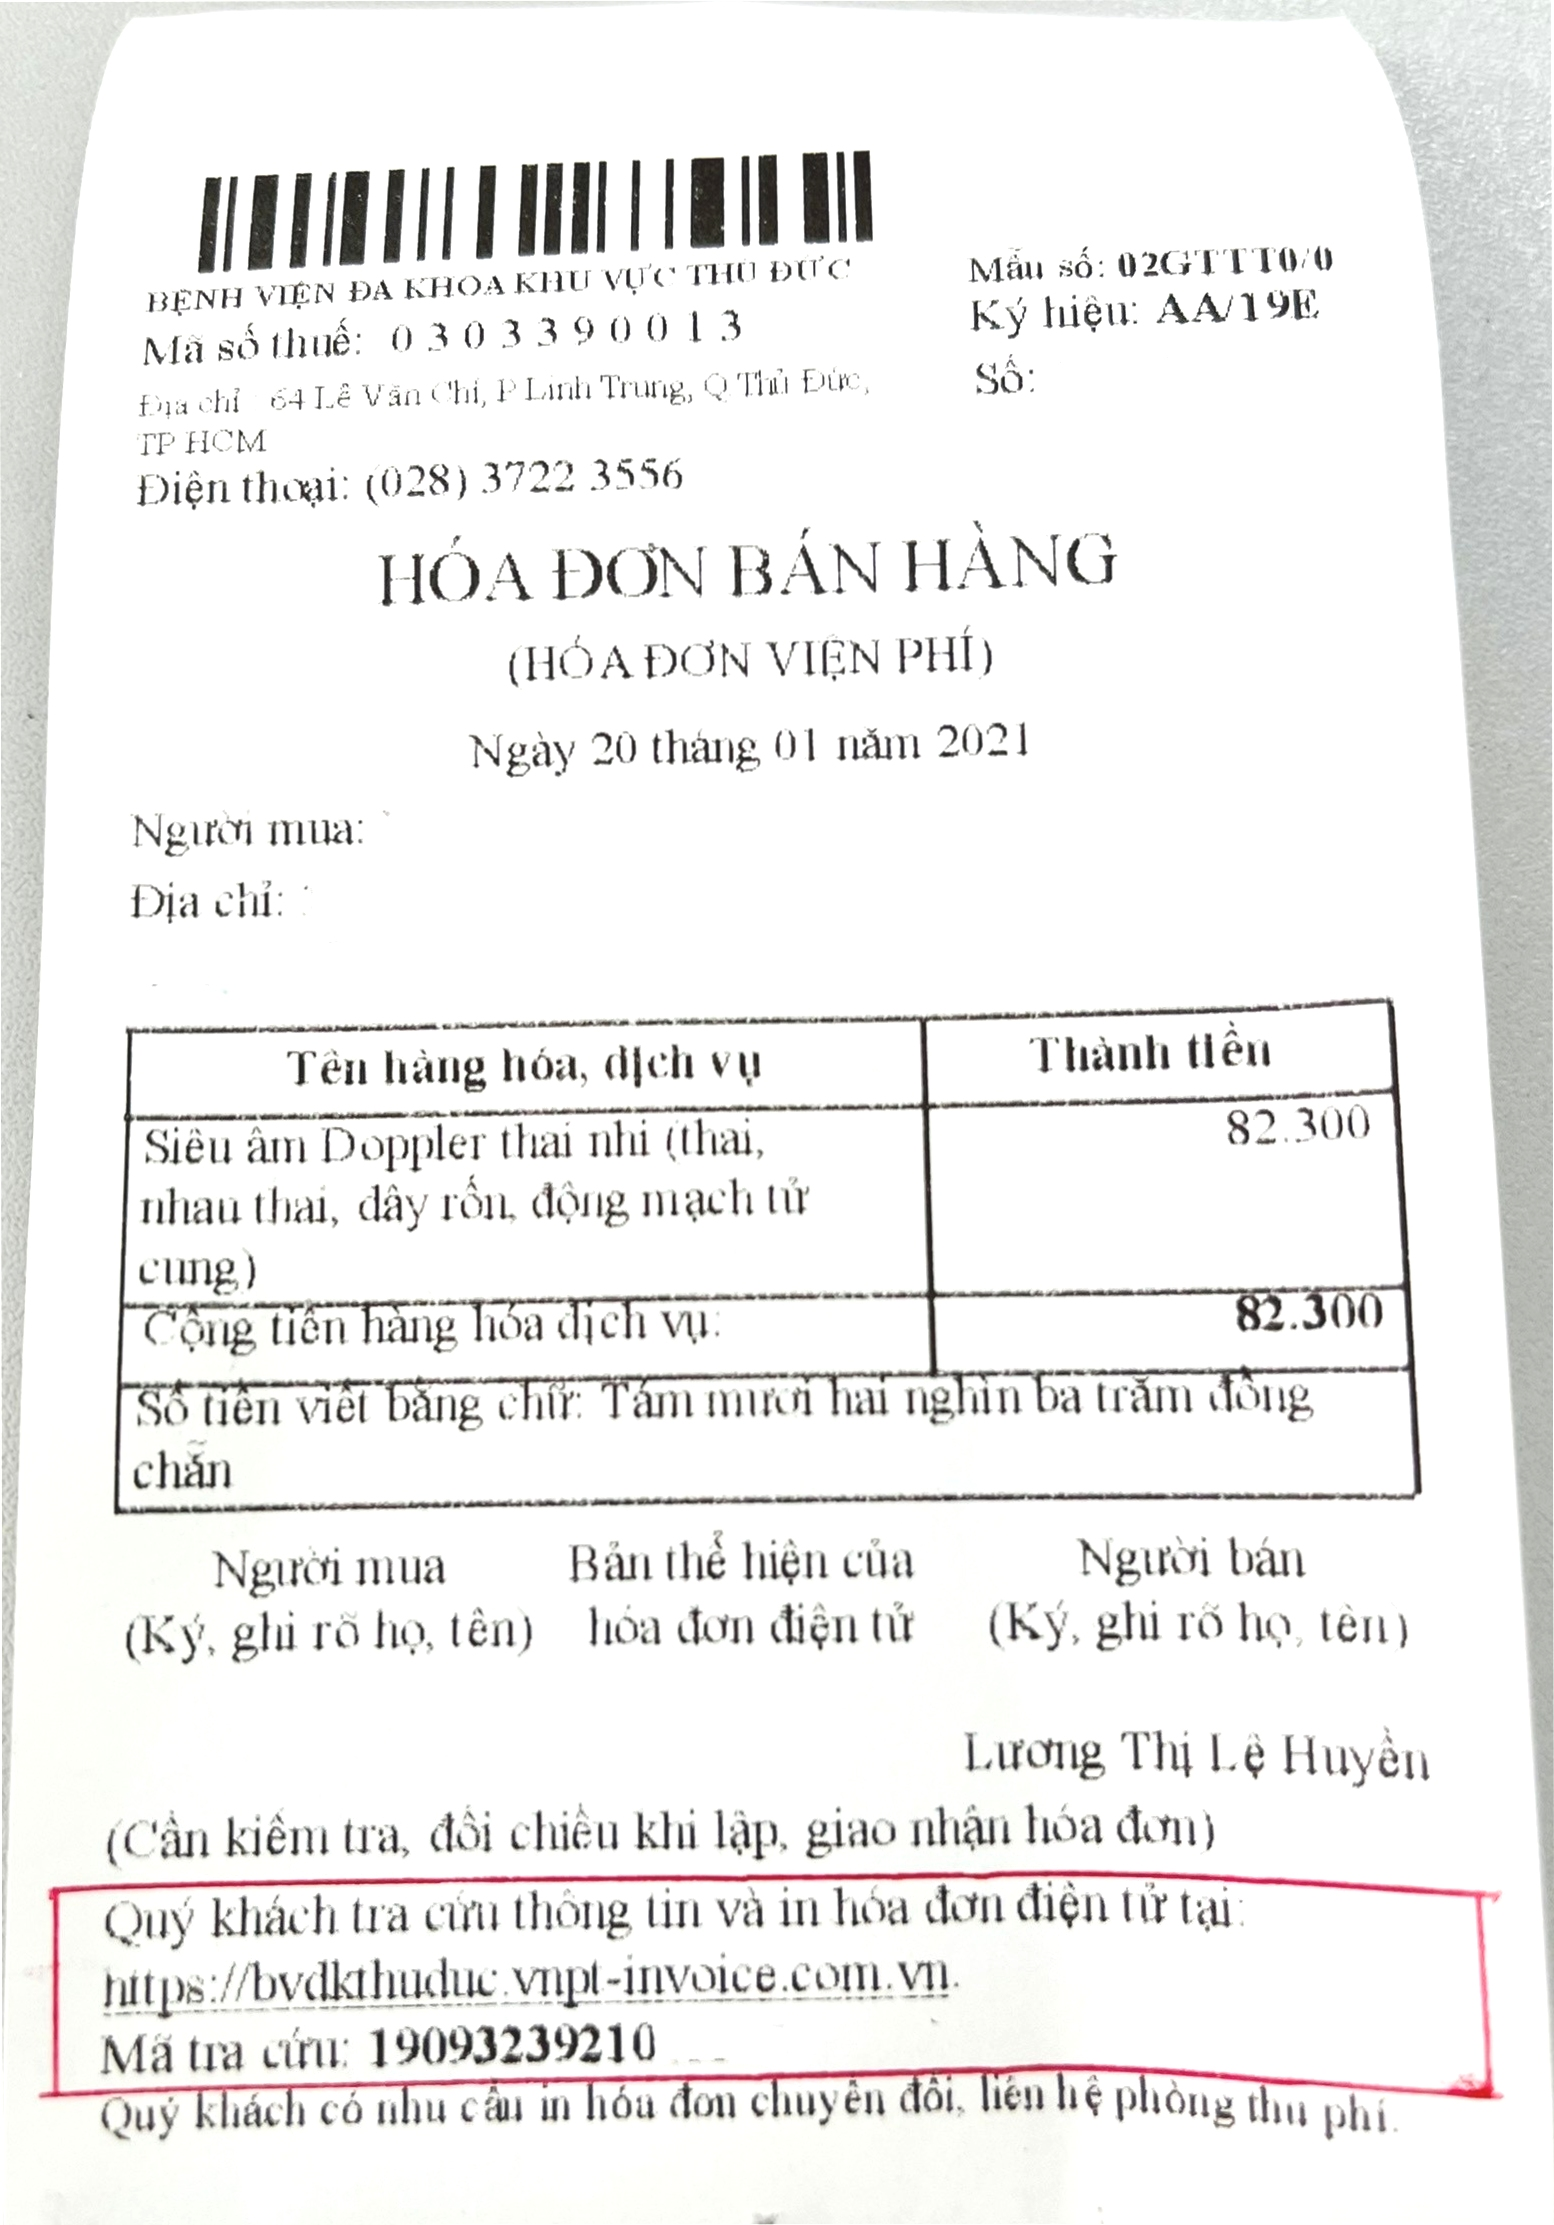 BỆNH VIỆN ĐA KHOA KHU VỰC THỦ ĐỨC
Mã số thuế: 0 3 0 3 3 9 0 0 1 3
Địa chỉ : 64 Lê Văn Chí, P Linh Trung, Q Thủ Đức,
TP HCM
Điện thoại: (028) 3722 3556
Mẫu số: 02GTTT0/0
Ký hiệu: AA/19E
Số:
HÓA ĐƠN BÁN HÀNG
(HÓA ĐƠN VIỆN PHÍ)
Ngày 20 tháng 01 năm 2021
Người mua:
Địa chỉ:
Tên hàng hóa, dịch vụ Thành tiền
Siêu âm Doppler thai nhi (thai, 82.300
nhau thai, dây rốn, động mạch tử
cung)
Cộng tiền hàng hóa dịch vụ: 82.300
Số tiền viết bằng chữ: Tám mươi hai nghìn ba trăm đồng
chẵn
Người mua Bản thể hiện của Người bán
(Ký, ghi rõ họ, tên) hóa đơn điện tử (Ký, ghi rõ họ, tên)
Lương Thị Lệ Huyền
(Cần kiểm tra, đối chiếu khi lập, giao nhận hóa đơn)
Quý khách tra cứu thông tin và in hóa đơn điện tử tại:
https://bvdkthuduc.vnpt-invoice.com.vn.
Mã tra cứu: 19093239210
Quý khách có nhu cầu in hóa đơn chuyển đổi, liên hệ phòng thu phí.